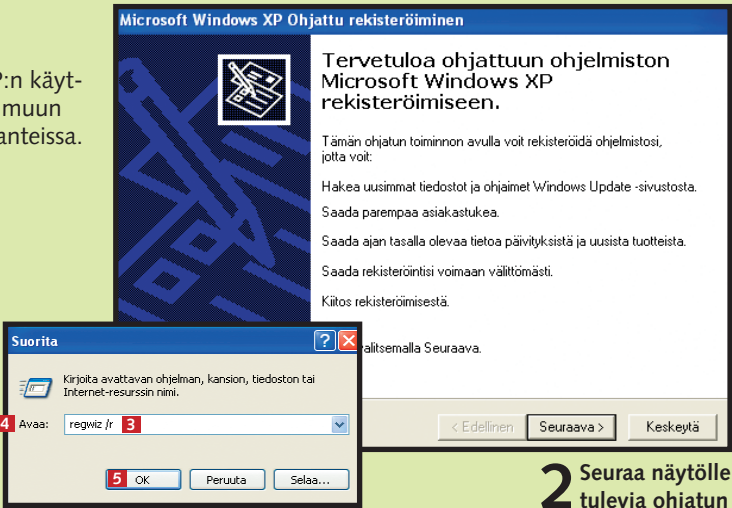 Microsoft Windows XP Ohjattu rekisteröiminen
P:n käyt-
muun
anteissa.
Tervetuloa ohjattuun ohjelmiston
Microsoft Windows XP
rekisteröimiseen.
Tämän ohjatun toiminnon avulla voit rekisteröidä ohjelmistosi,
jotta voit:
Hakea uusimmat tiedostot ja ohjaimet Windows Update -sivustosta.
Saada parempaa asiakastukea.
Saada ajan tasalla olevaa tietoa päivityksistä ja uusista tuotteista.
Saada rekisteröintisi voimaan välittömästi.
Kiitos rekisteröimisestä.
alitsemalla Seuraava.
< Edellinen Seuraava > Keskeytä
Suorita
Kirjoita avattavan ohjelman, kansion, tiedoston tai
Internet-resurssin nimi.
4 Avaa: regwiz /r 3
5 OK Peruuta Selaa...
2 Seuraa näytölle
tulevia ohjatun